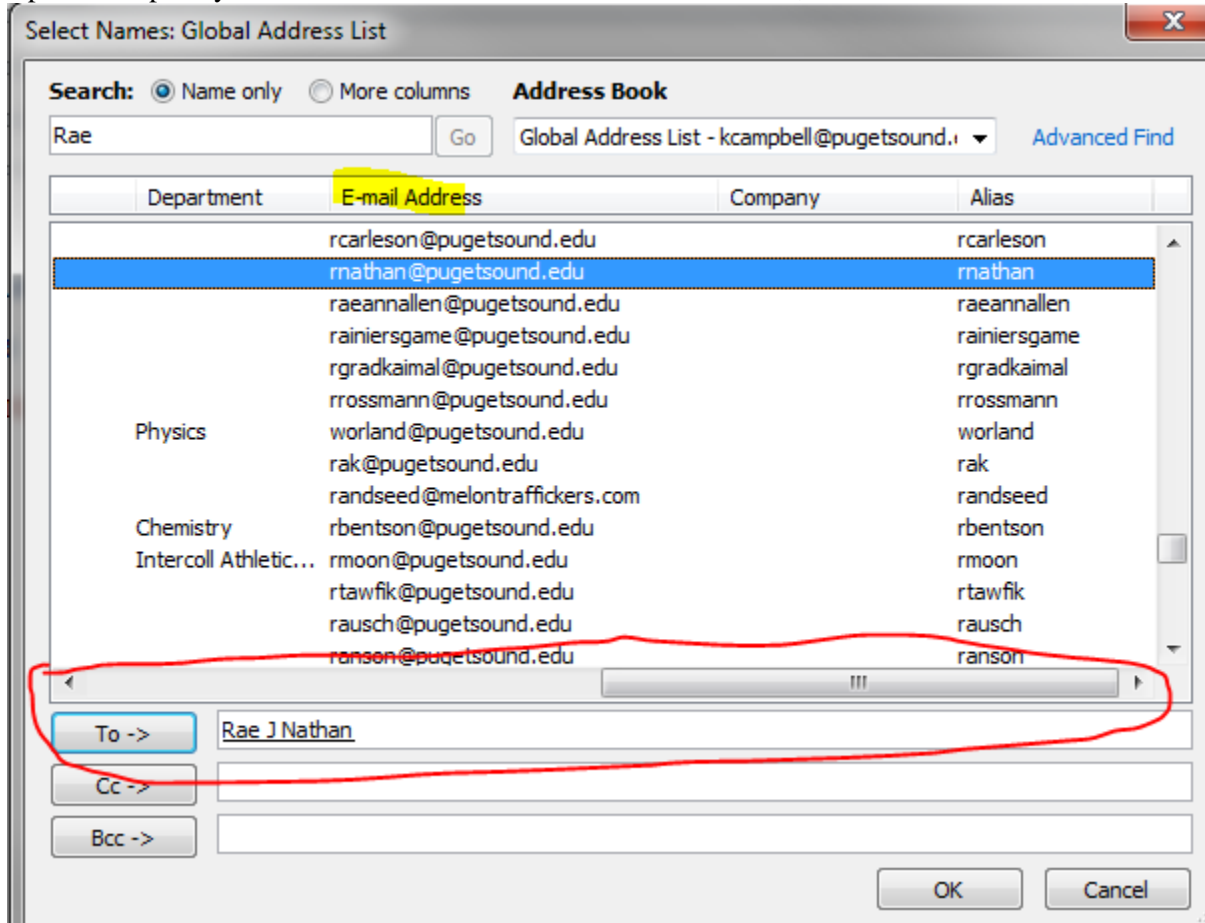 Select Names: Global Address List
Search: Name only More columns Address Book
Rae Go Global Address List - kcampbell@pugetsound. Advanced Find
Department E-mail Address Company Alias
rcarleson@pugetsound.edu rcarleson
rnathan@pugetsound.edu rnathan
raeannallen@pugetsound.edu raeannallen
rainiersgame@pugetsound.edu rainiersgame
rgradkaimal@pugetsound.edu rgradkaimal
rrossmann@pugetsound.edu rrossmann
Physics worland@pugetsound.edu worland
rak@pugetsound.edu rak
randseed@melontraffickers.com randseed
Chemistry rbentson@pugetsound.edu rbentson
Intercoll Athletic... rmoon@pugetsound.edu rmoon
rtawfik@pugetsound.edu rtawfik
rausch@pugetsound.edu rausch
ranson@pugetsound.edu ranson
To -> Rae J Nathan
Cc ->
Bcc ->
OK Cancel